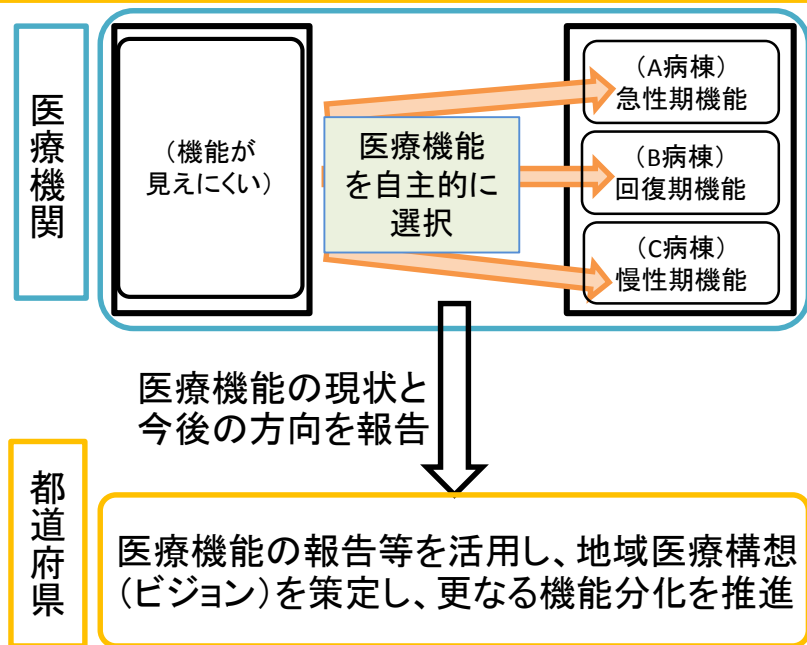 医療機関
（機能が
見えにくい）
医療機能
を自主的に
選択
（A病棟）
急性期機能
（B病棟）
回復期機能
（C病棟）
慢性期機能
医療機能の現状と
今後の方向を報告
都道府県
医療機能の報告等を活用し、地域医療構想
（ビジョン）を策定し、更なる機能分化を推進